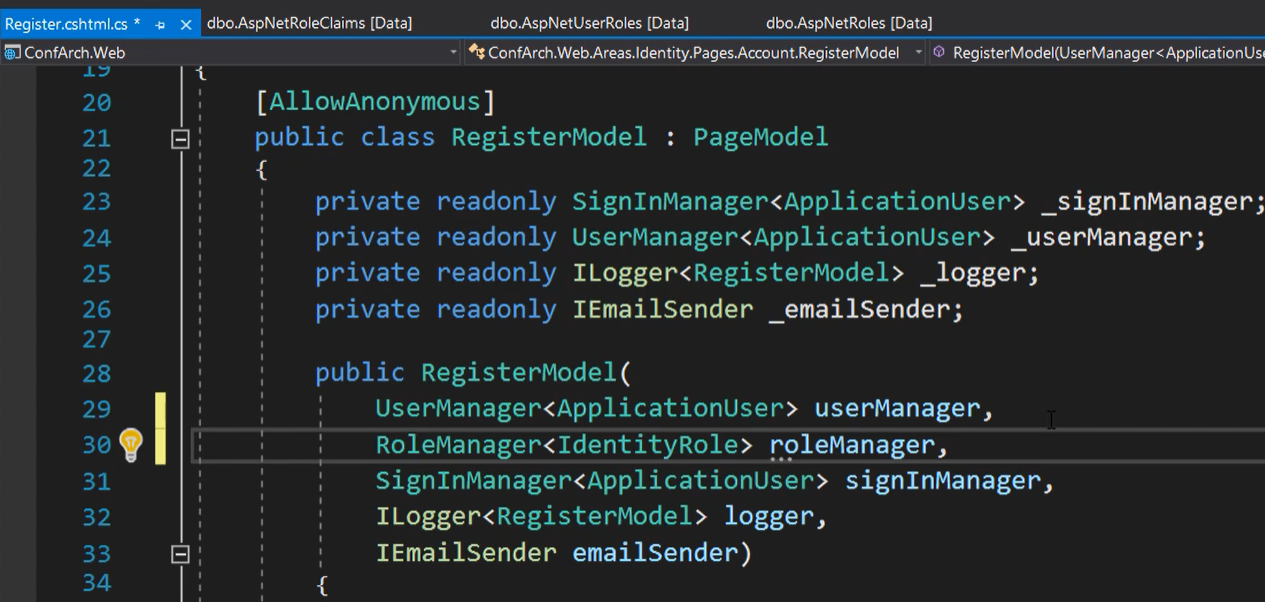 Register.cshtml.cs * dbo.AspNetRoleClaims [Data] dbo.AspNetUserRoles [Data] dbo.AspNetRoles [Data]
ConfArch.Web ConfArch.Web.Areas.Identity.Pages.Account.RegisterModel RegisterModel(UserManager<ApplicationUse
19 {
20 [AllowAnonymous]
21 public class RegisterModel : PageModel
22 {
23 private readonly SignInManager<ApplicationUser> _signInManager;
24 private readonly UserManager<ApplicationUser> _userManager;
25 private readonly ILogger<RegisterModel> _logger;
26 private readonly IEmailSender _emailSender;
27
28 public RegisterModel(
29 UserManager<ApplicationUser> userManager,
30 RoleManager<IdentityRole> roleManager,
31 SignInManager<ApplicationUser> signInManager,
32 ILogger<RegisterModel> logger,
33 IEmailSender emailSender)
34 {